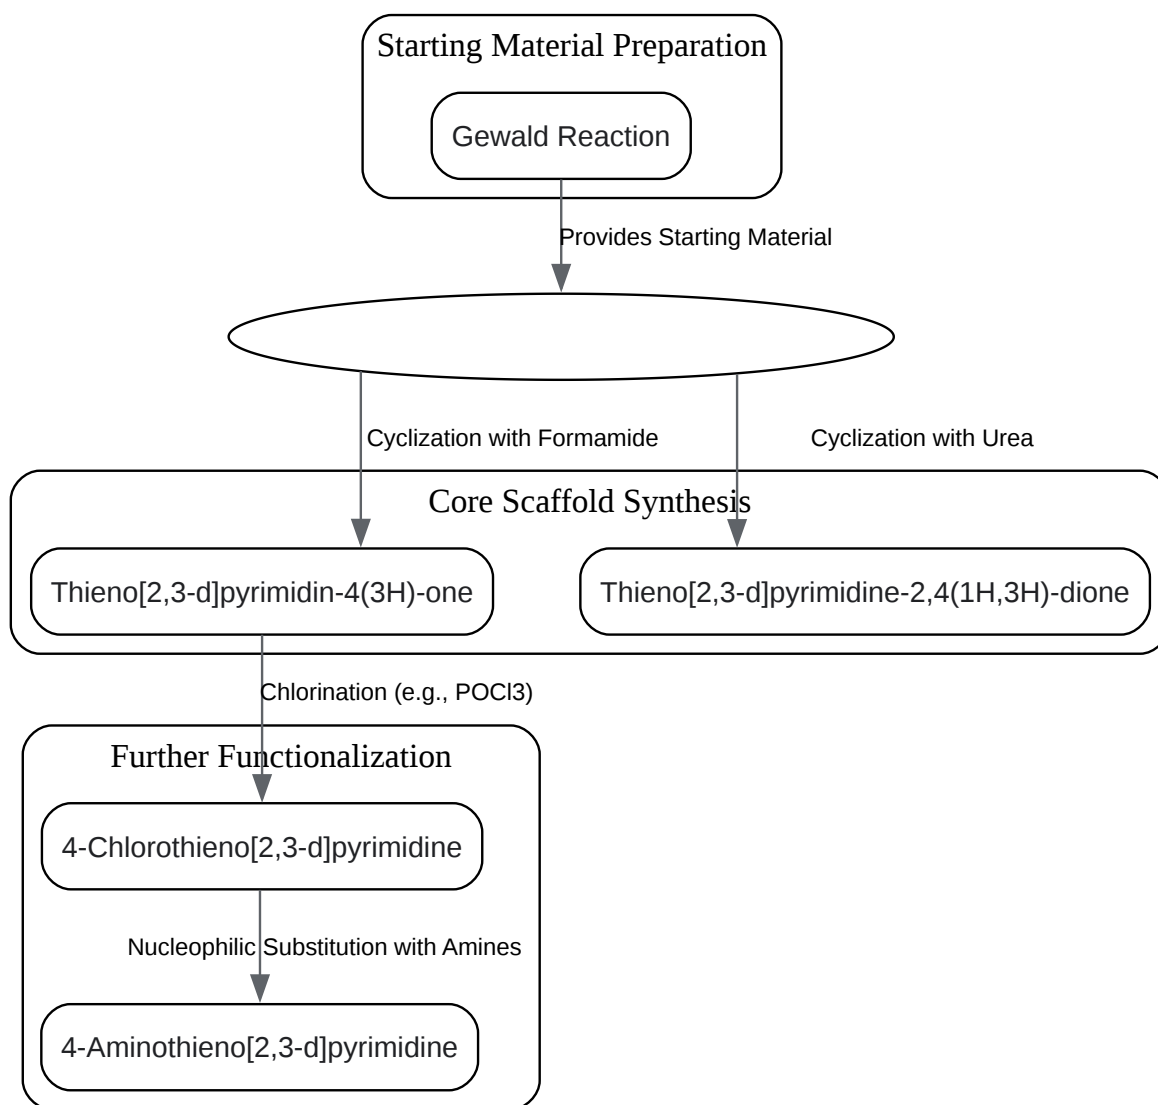 Starting Material Preparation
Gewald Reaction
Provides Starting Material
Cyclization with Formamide
Cyclization with Urea
Core Scaffold Synthesis
Thieno[2,3-d]pyrimidin-4(3H)-one
Thieno[2,3-d]pyrimidine-2,4(1H,3H)-dione
Chlorination (e.g., POCl3)
Further Functionalization
4-Chlorothieno[2,3-d]pyrimidine
Nucleophilic Substitution with Amines
4-Aminothieno[2,3-d]pyrimidine